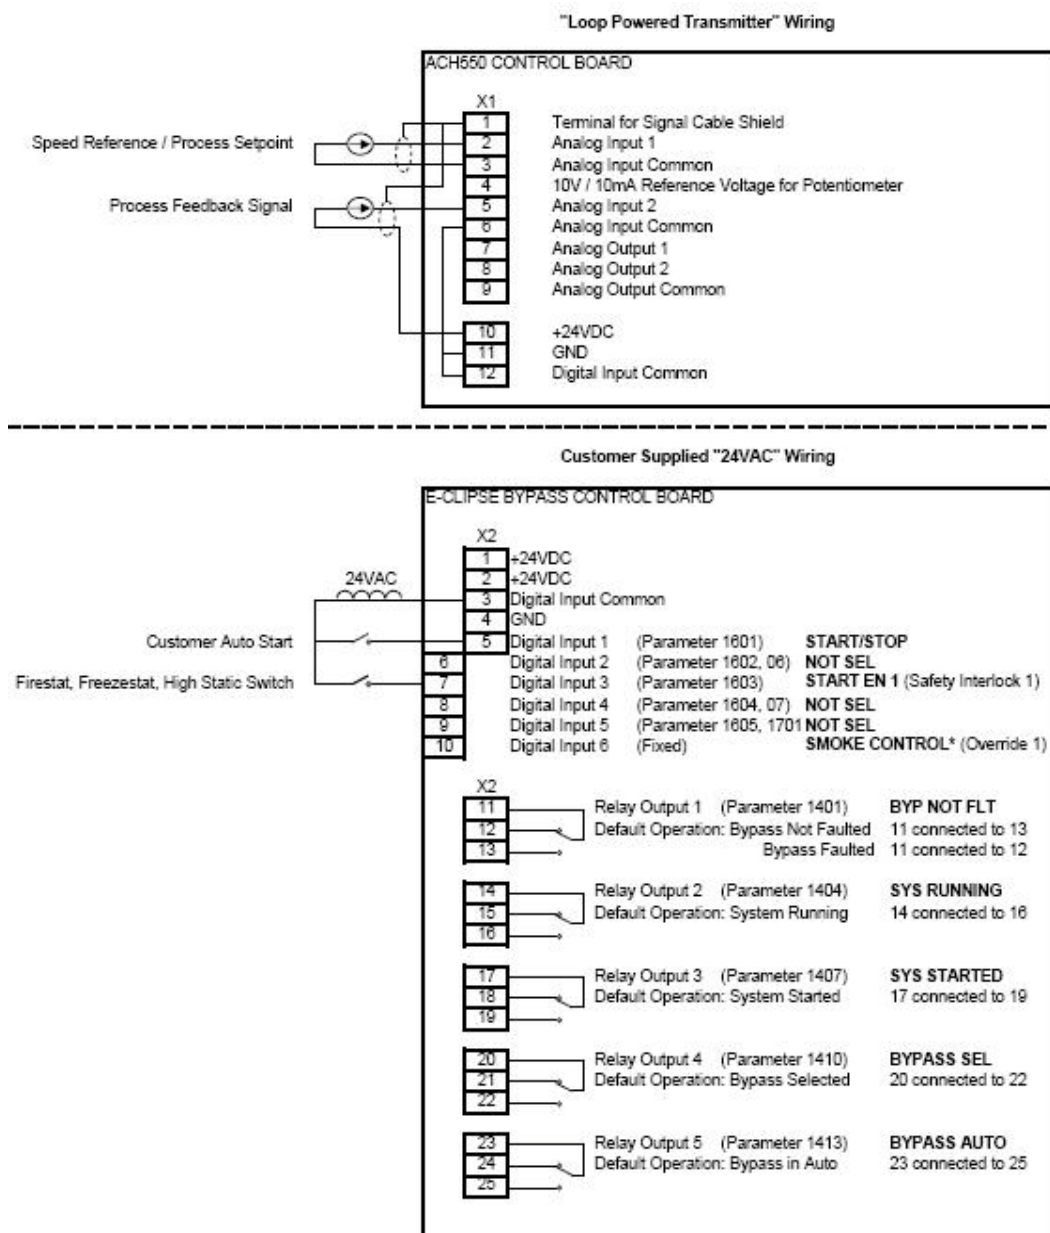 "Loop Powered Transmitter" Wiring
ACH550 CONTROL BOARD
X1
1 Terminal for Signal Cable Shield
Speed Reference / Process Setpoint 2 Analog Input 1
3 Analog Input Common
4 10V / 10mA Reference Voltage for Potentiometer
Process Feedback Signal 5 Analog Input 2
6 Analog Input Common
7 Analog Output 1
8 Analog Output 2
9 Analog Output Common
10 +24VDC
11 GND
12 Digital Input Common
Customer Supplied "24VAC" Wiring
E-CLIPSE BYPASS CONTROL BOARD
X2
1 +24VDC
24VAC 2 +24VDC
3 Digital Input Common
4 GND
Customer Auto Start 5 Digital Input 1 (Parameter 1601) START/STOP
6 Digital Input 2 (Parameter 1602, 06) NOT SEL
Firestat, Freezestat, High Static Switch 7 Digital Input 3 (Parameter 1603) START EN 1 (Safety Interlock 1)
8 Digital Input 4 (Parameter 1604, 07) NOT SEL
9 Digital Input 5 (Parameter 1605, 1701 NOT SEL
10 Digital Input 6 (Fixed) SMOKE CONTROL* (Override 1)
X2
11 Relay Output 1 (Parameter 1401) BYP NOT FLT
12 Default Operation: Bypass Not Faulted 11 connected to 13
13 Bypass Faulted 11 connected to 12
14 Relay Output 2 (Parameter 1404) SYS RUNNING
15 Default Operation: System Running 14 connected to 16
16
17 Relay Output 3 (Parameter 1407) SYS STARTED
18 Default Operation: System Started 17 connected to 19
19
20 Relay Output 4 (Parameter 1410) BYPASS SEL
21 Default Operation: Bypass Selected 20 connected to 22
22
23 Relay Output 5 (Parameter 1413) BYPASS AUTO
24 Default Operation: Bypass in Auto 23 connected to 25
25